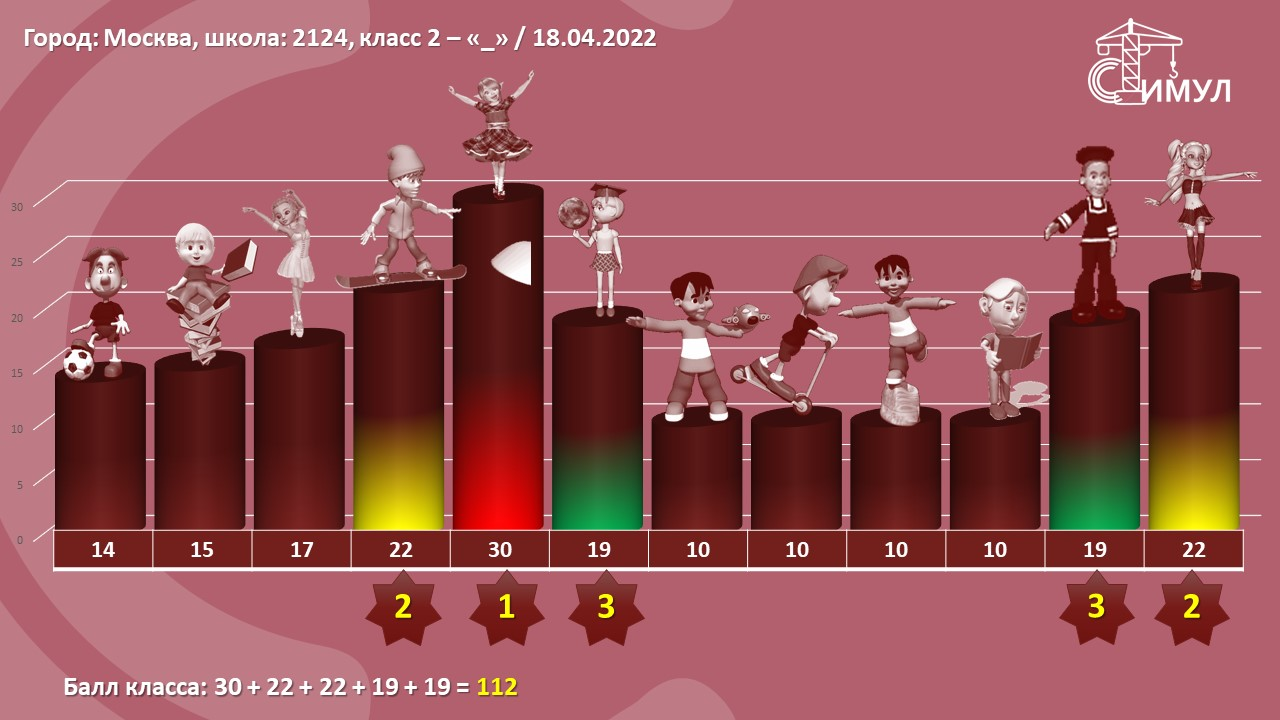 Город: Москва, школа: 2124, класс 2 – «_» / 18.04.2022
СИМУЛ
30
25
20
15
10
5
0
14 15 17 22 30 19 10 10 10 10 19 22
2 1 3 3 2
Балл класса: 30 + 22 + 22 + 19 + 19 = 112